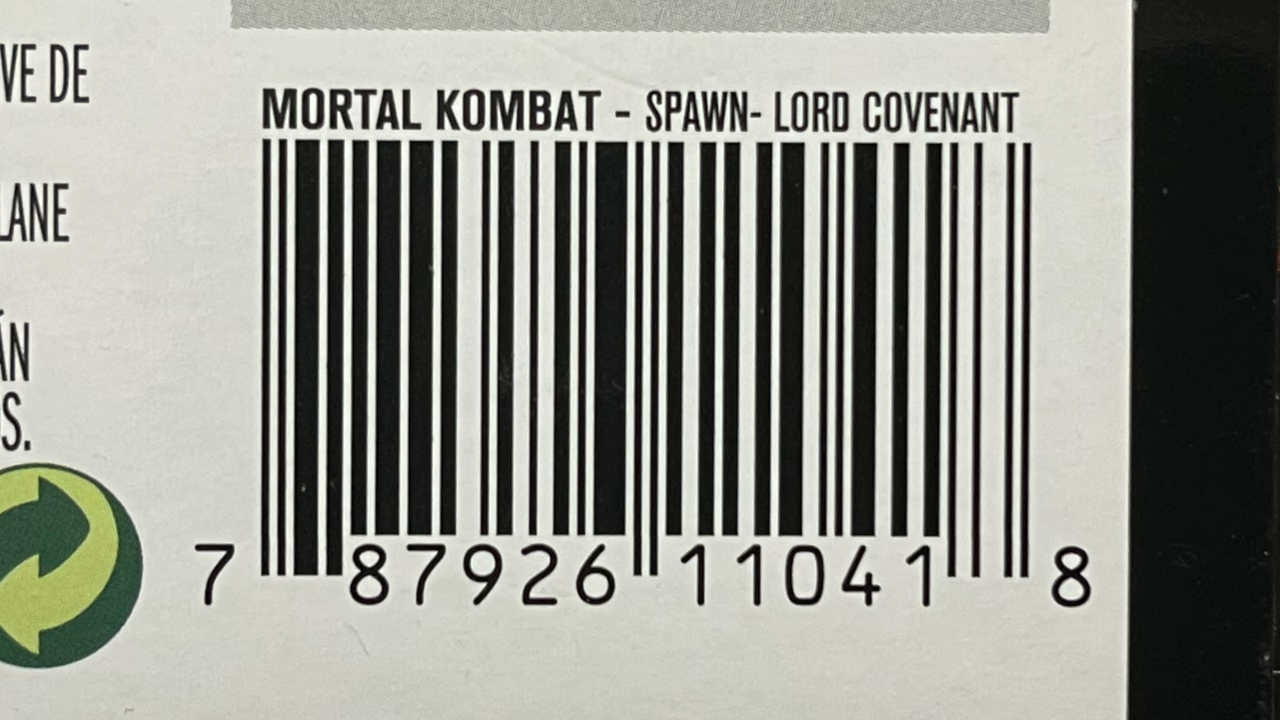 VE DE
LANE
ÁN
S.
MORTAL KOMBAT - SPAWN- LORD COVENANT
7 87926 11041 8